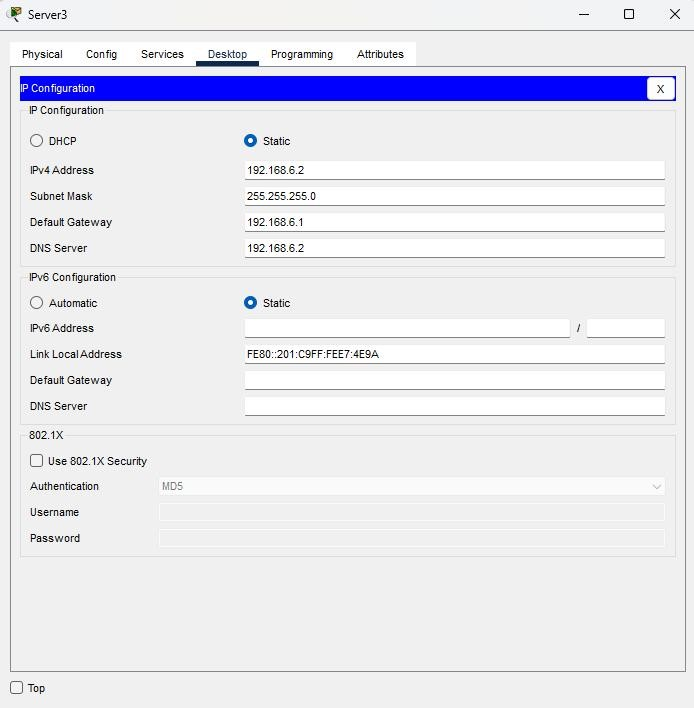 Server3
Physical Config Services Desktop Programming Attributes
IP Configuration X
IP Configuration
DHCP Static
IPv4 Address 192.168.6.2
Subnet Mask 255.255.255.0
Default Gateway 192.168.6.1
DNS Server 192.168.6.2
IPv6 Configuration
Automatic Static
IPv6 Address /
Link Local Address FE80::201:C9FF:FEE7:4E9A
Default Gateway
DNS Server
802.1X
Use 802.1X Security
Authentication MD5
Username
Password
Top